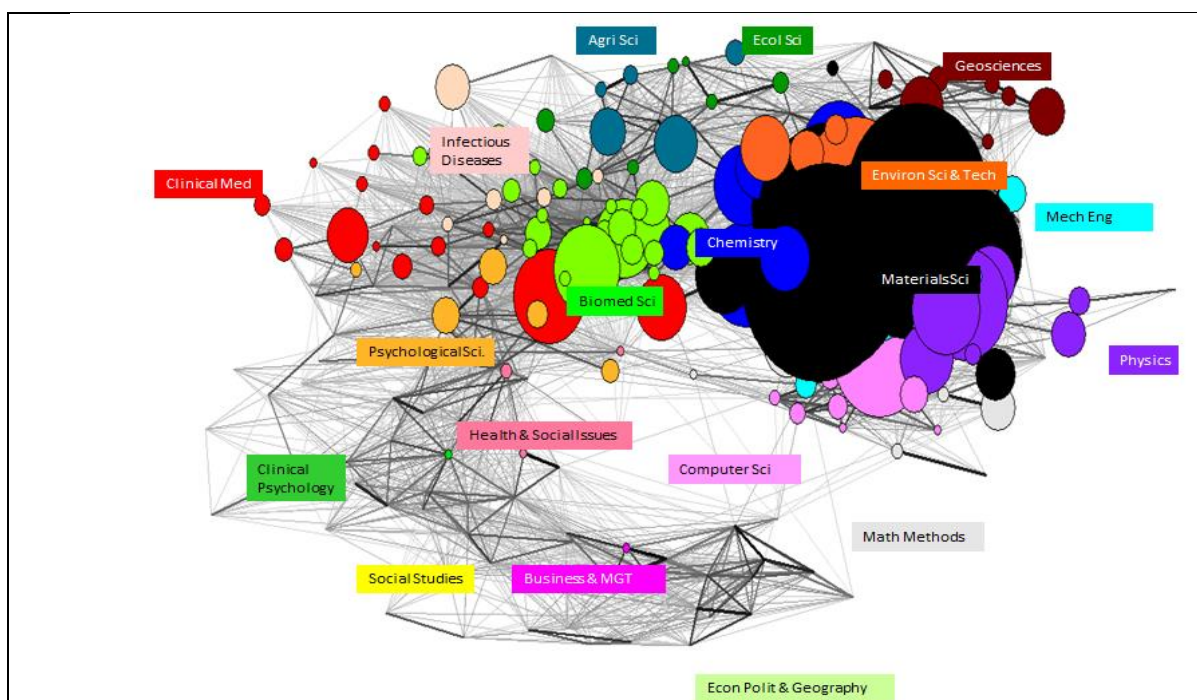 Agri Sci
Ecol Sci
Geosciences
Infectious
Diseases
Clinical Med
Environ Sci & Tech
Mech Eng
Chemistry
MaterialsSci
Biomed Sci
PsychologicalSci.
Physics
Health & Social Issues
Clinical
Psychology
Computer Sci
Math Methods
Social Studies
Business & MGT
Econ Polit & Geography